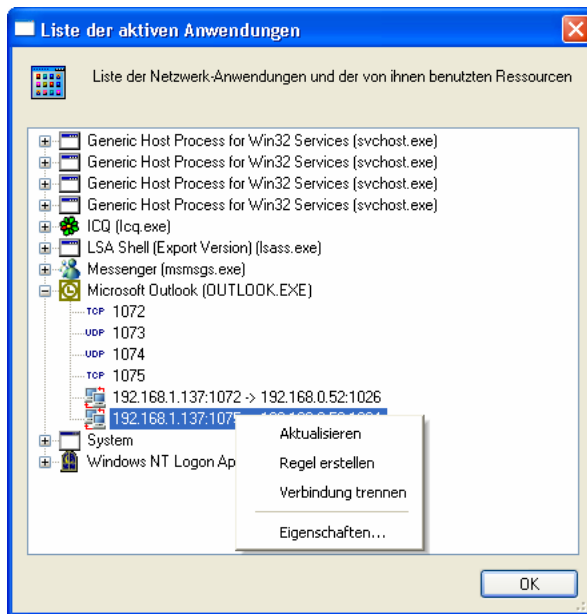 Liste der aktiven Anwendungen
Liste der Netzwerk-Anwendungen und der von ihnen benutzten Ressourcen
Generic Host Process for Win32 Services (svchost.exe)
Generic Host Process for Win32 Services (svchost.exe)
Generic Host Process for Win32 Services (svchost.exe)
Generic Host Process for Win32 Services (svchost.exe)
ICQ (Icq.exe)
LSA Shell (Export Version) (lsass.exe)
Messenger (msmsgs.exe)
Microsoft Outlook (OUTLOOK.EXE)
TCP 1072
UDP 1073
UDP 1074
TCP 1075
192.168.1.137:1072 -> 192.168.0.52:1026
192.168.1.137:1075
System
Windows NT Logon Ap
Aktualisieren
Regel erstellen
Verbindung trennen
Eigenschaften...
OK